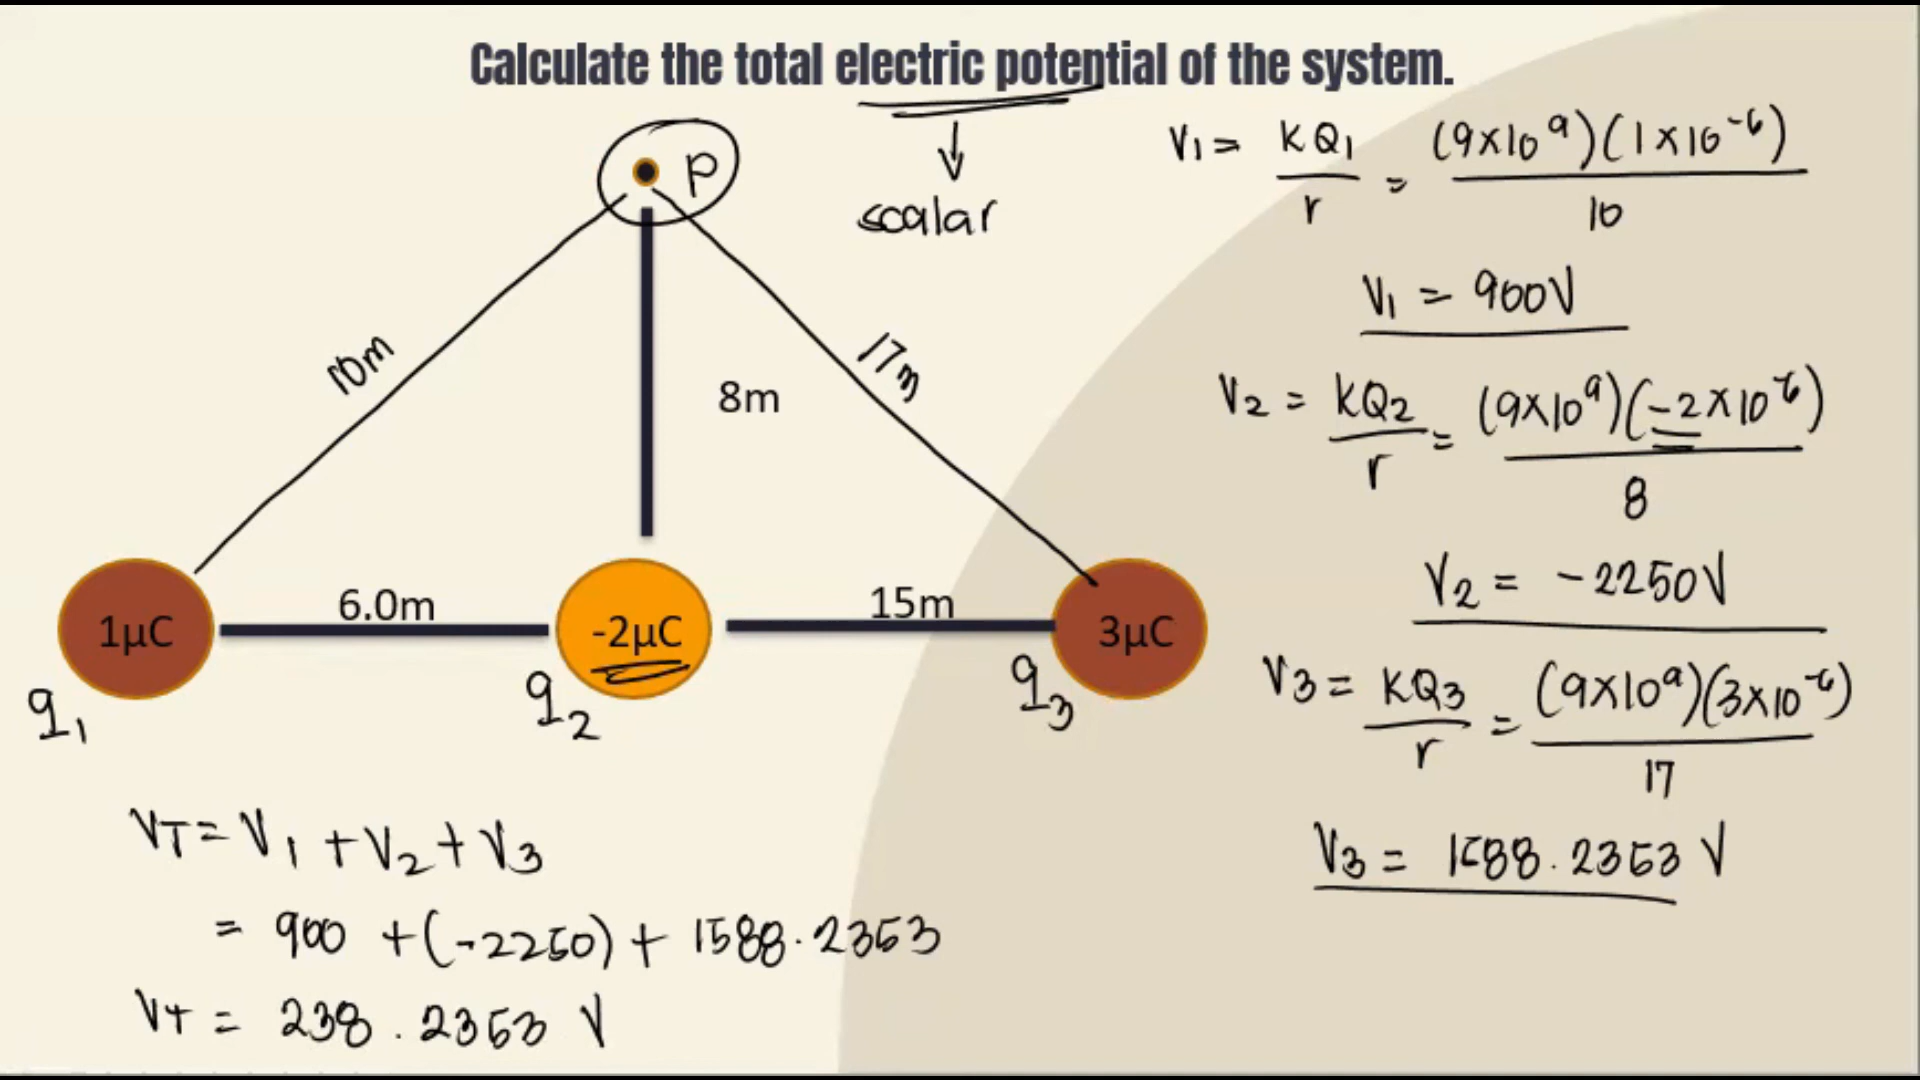 Calculate the total electric potential of the system.
P
scalar
10m
8m
17m
1µC
6.0m
-2µC
15m
3µC
q₁
q₂
q₃
V₁ = KQ₁/r = (9×10⁹)(1×10⁻⁶)/10
V₁ = 900V
V₂ = KQ₂/r = (9×10⁹)(-2×10⁻⁶)/8
V₂ = -2250V
V₃ = KQ₃/r = (9×10⁹)(3×10⁻⁶)/17
V₃ = 1588.2353 V
VT = V₁ + V₂ + V₃
= 900 + (-2250) + 1588.2353
VT = 238.2353 V